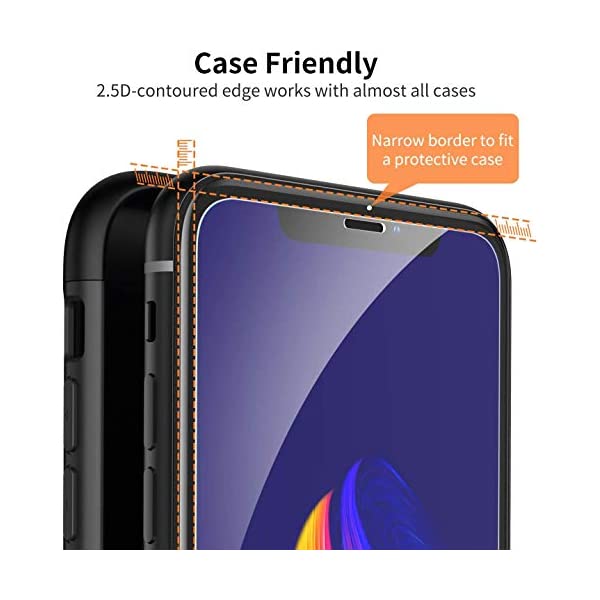 Case Friendly
2.5D-contoured edge works with almost all cases
Narrow border to fit
a protective case